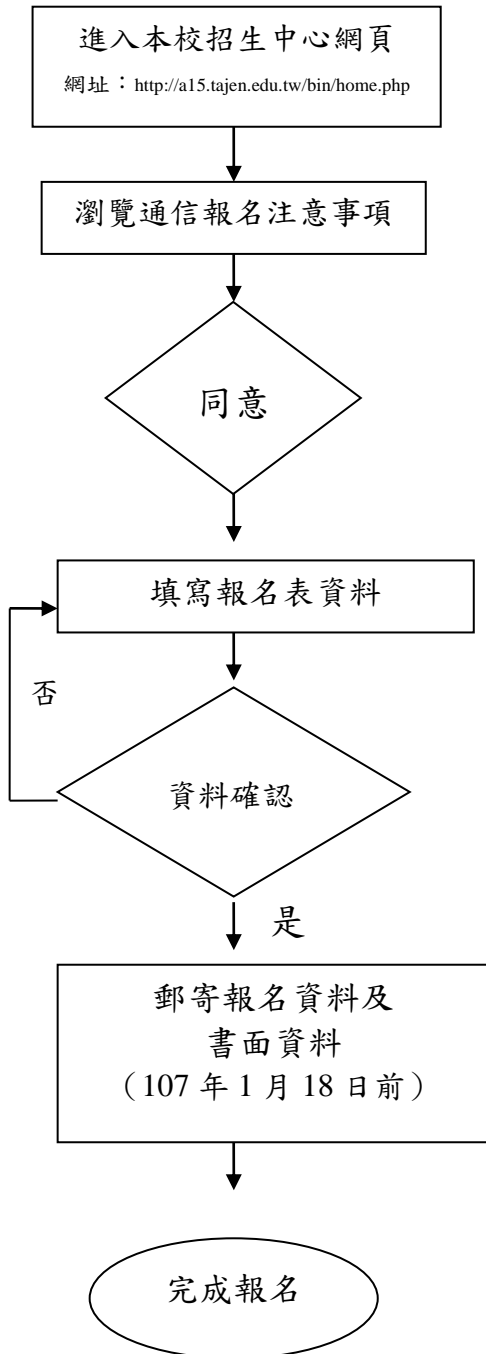 進入本校招生中心網頁
網址：http://a15.tajen.edu.tw/bin/home.php
瀏覽通信報名注意事項
同意
填寫報名表資料
否
資料確認
是
郵寄報名資料及
書面資料
（107 年 1 月 18 日前）
完成報名